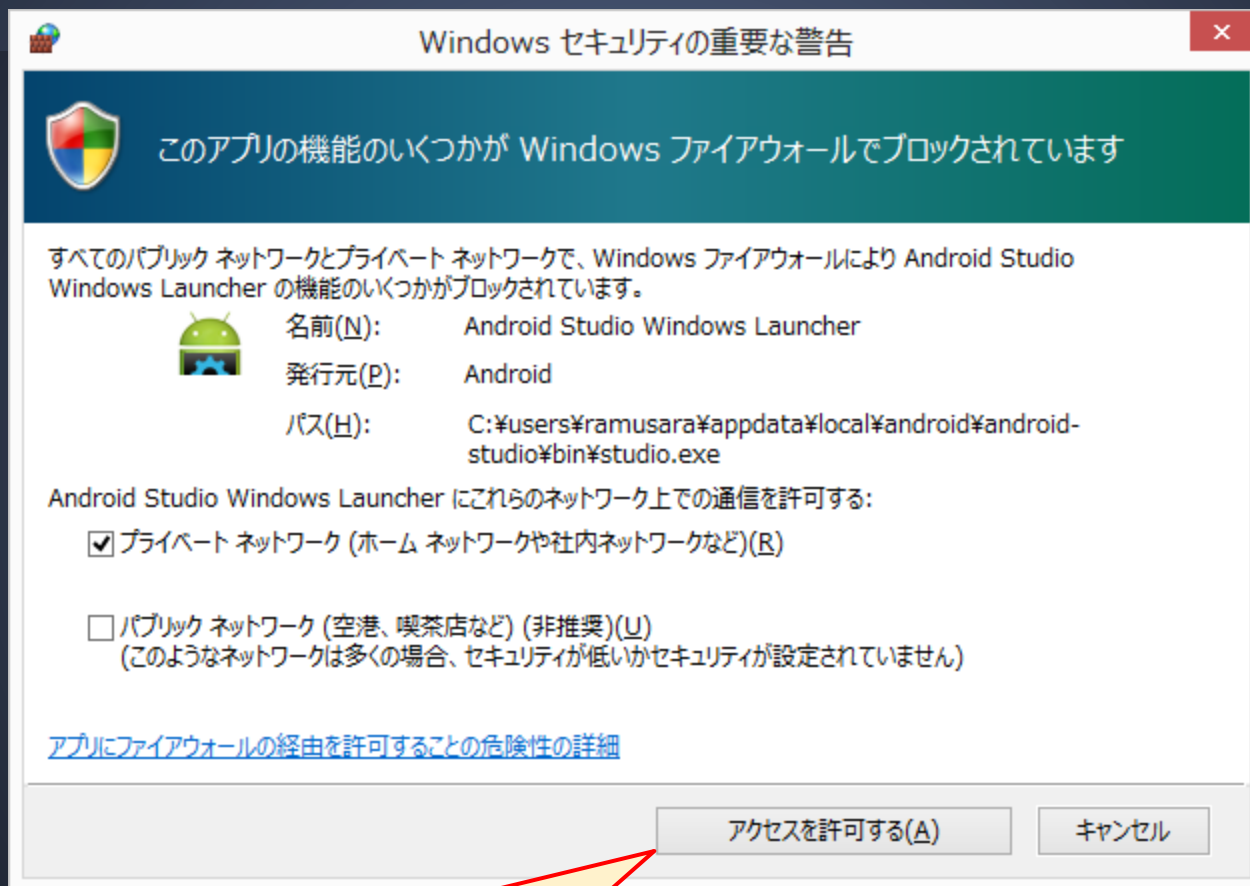 Windows セキュリティの重要な警告
このアプリの機能のいくつかが Windows ファイアウォールでブロックされています
すべてのパブリック ネットワークとプライベート ネットワークで、Windows ファイアウォールにより Android Studio
Windows Launcher の機能のいくつかがブロックされています。
名前(N): Android Studio Windows Launcher
発行元(P): Android
パス(H): C:¥users¥ramusara¥appdata¥local¥android¥android-
studio¥bin¥studio.exe
Android Studio Windows Launcher にこれらのネットワーク上での通信を許可する:
プライベート ネットワーク (ホーム ネットワークや社内ネットワークなど)(R)
パブリック ネットワーク (空港、喫茶店など) (非推奨)(U)
(このようなネットワークは多くの場合、セキュリティが低いかセキュリティが設定されていません)
アプリにファイアウォールの経由を許可することの危険性の詳細
アクセスを許可する(A) キャンセル